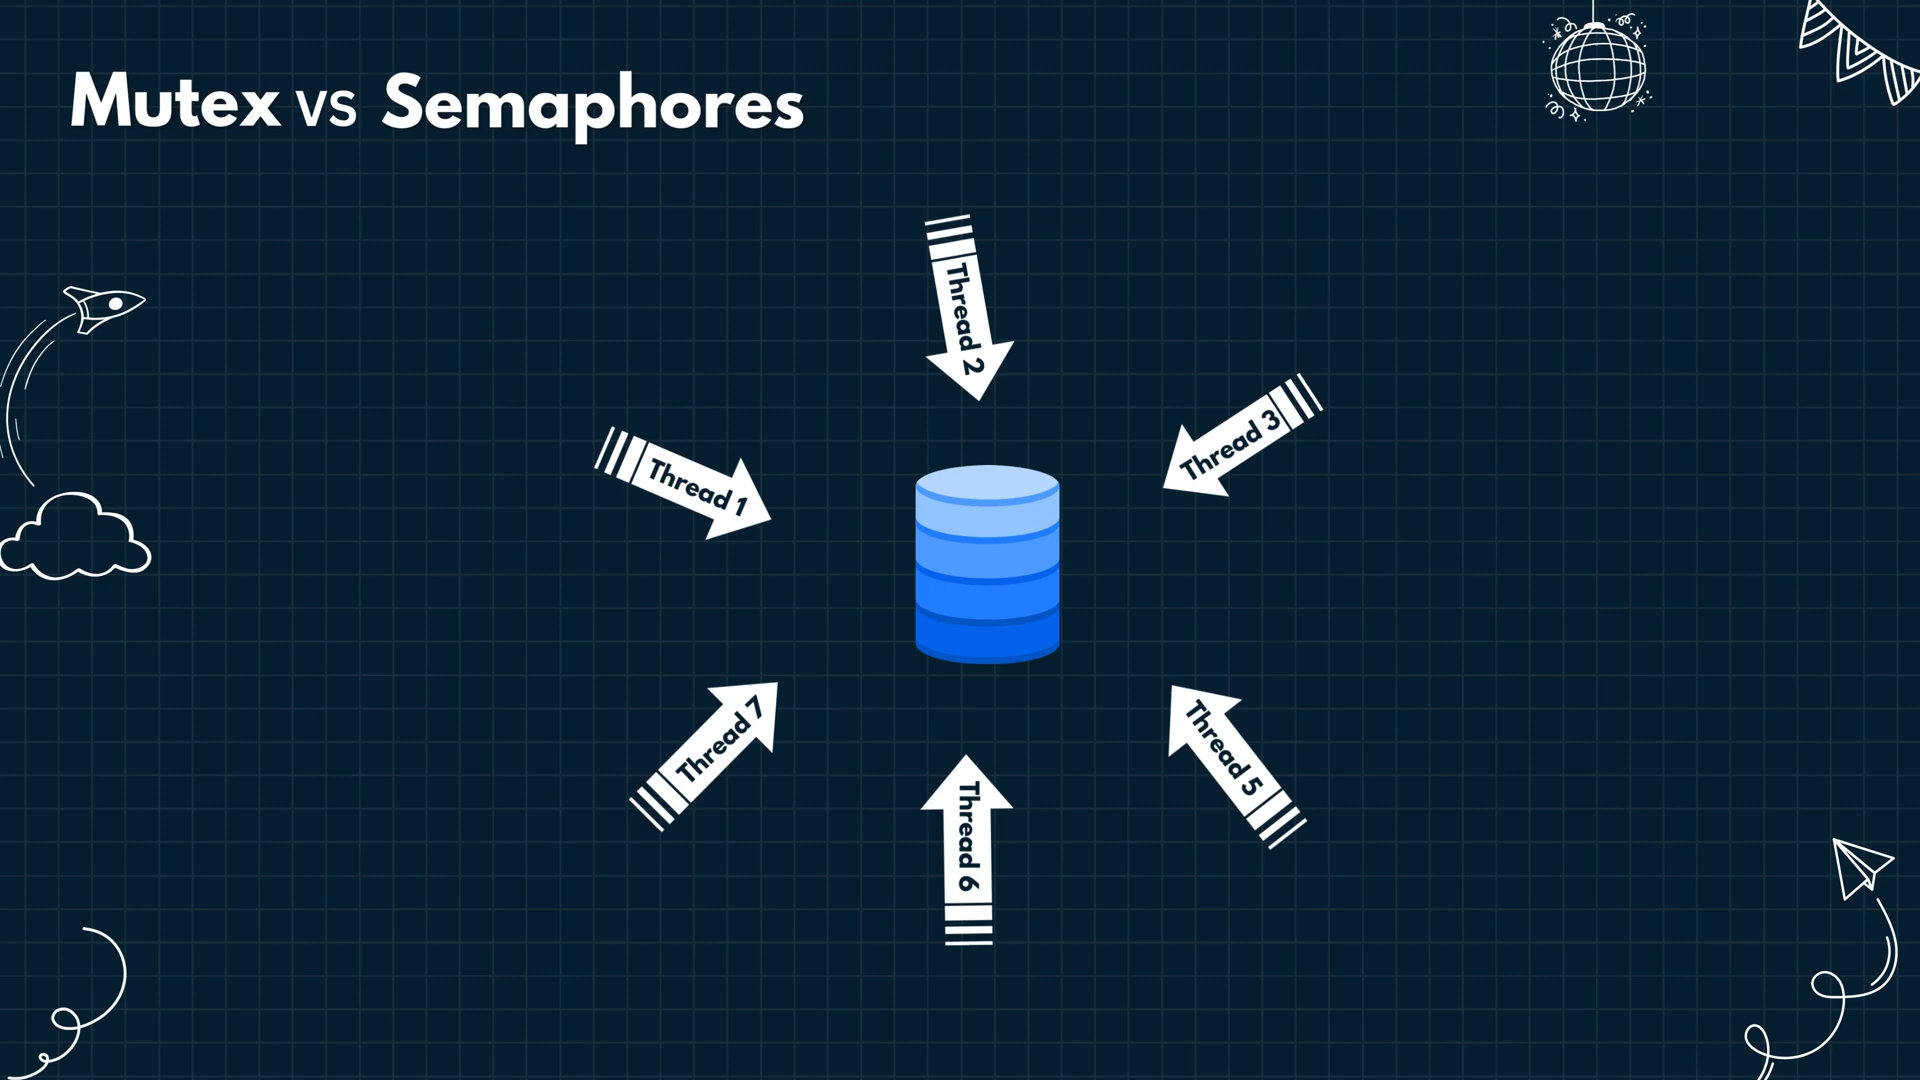 Mutex vs Semaphores
Thread 2
Thread 3
Thread 1
Thread 7
Thread 5
Thread 6